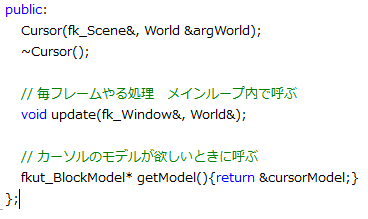 public:
Cursor(fk_Scene&, World &argWorld);
~Cursor();
// 毎フレームやる処理　メインループ内で呼ぶ
void update(fk_Window&, World&);
// カーソルのモデルが欲しいときに呼ぶ
fkut_BlockModel* getModel(){return &cursorModel;}
};